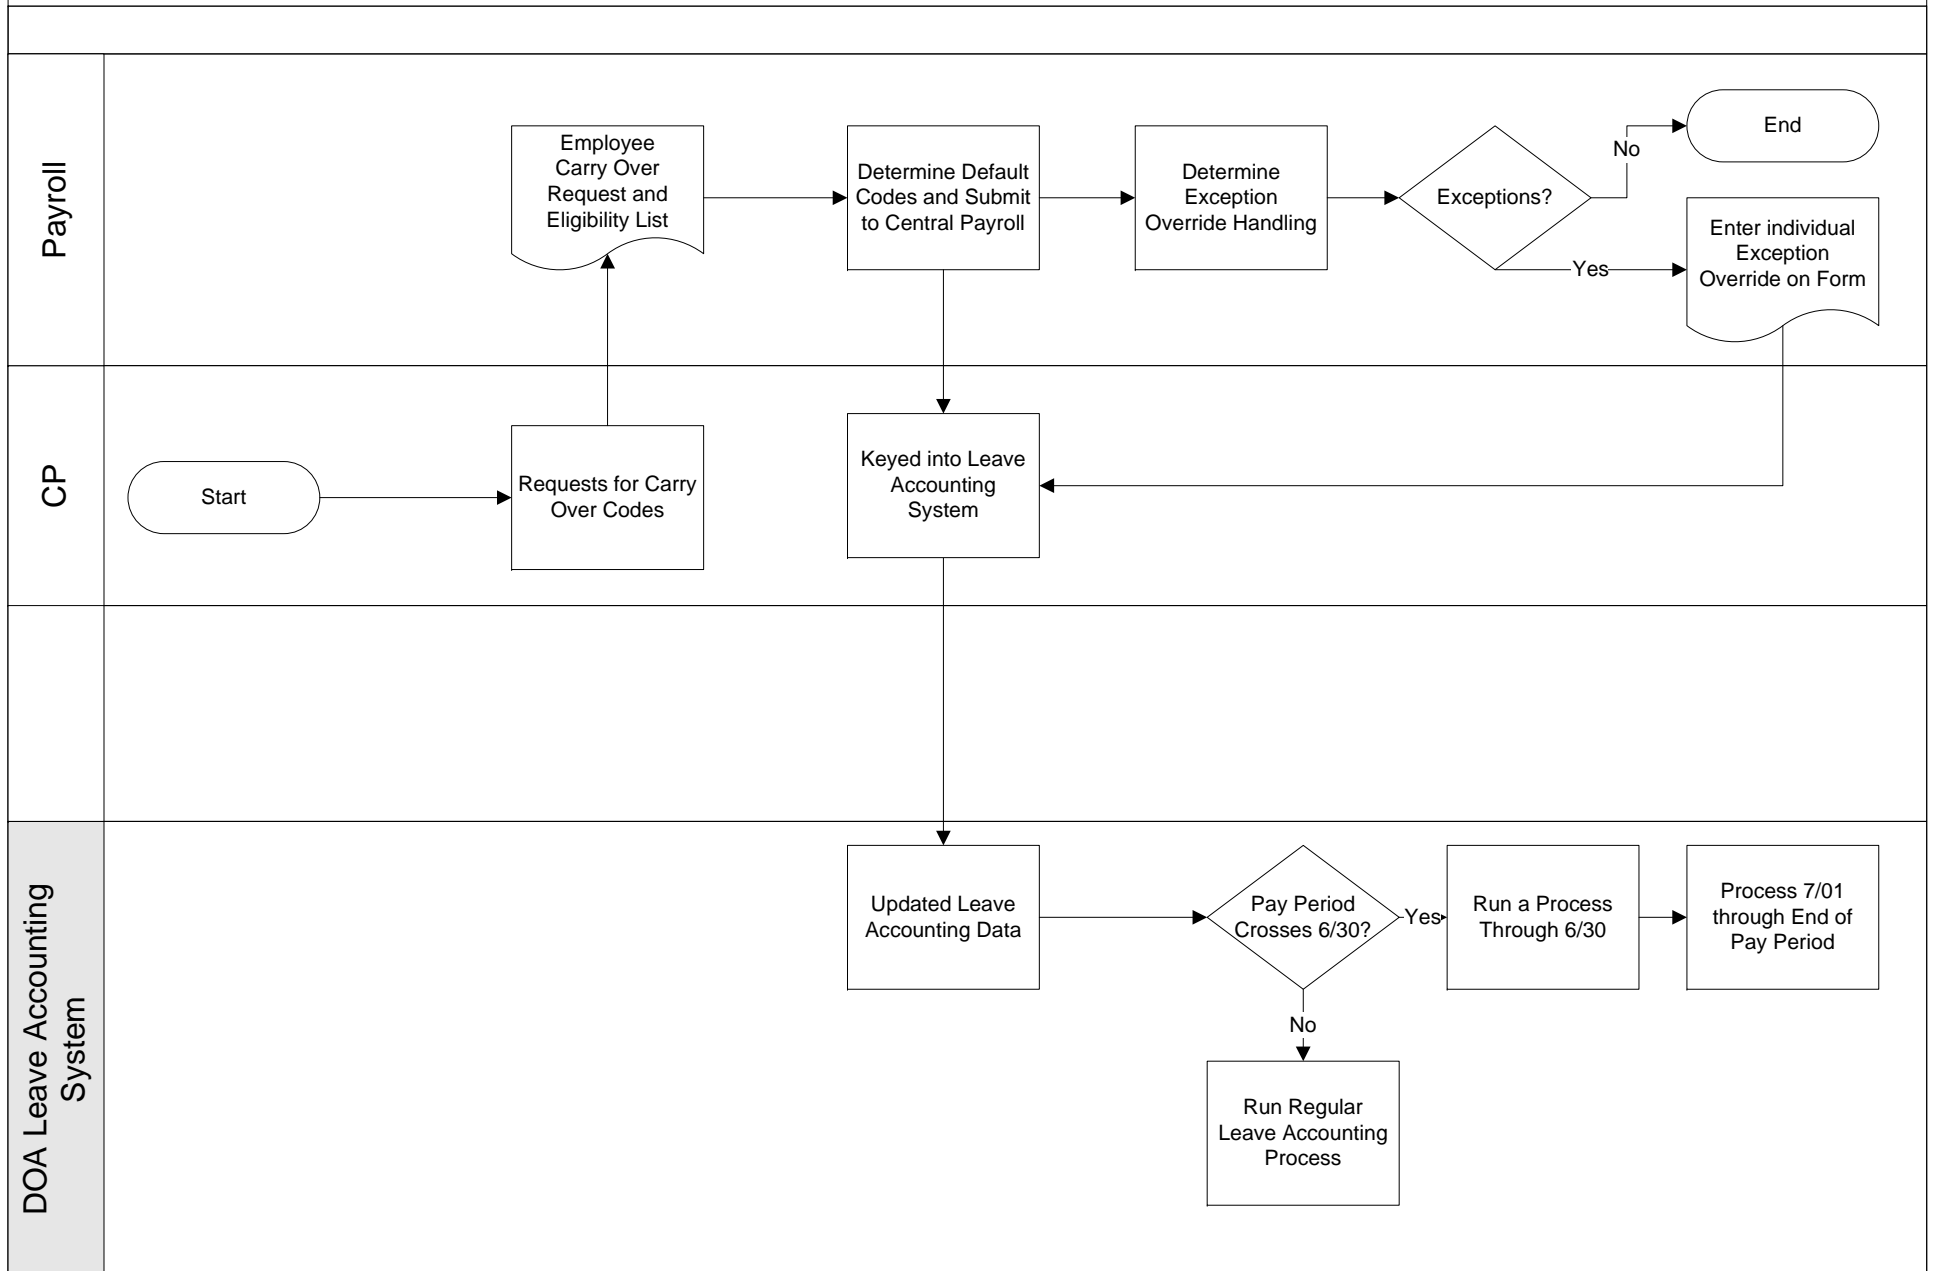 Payroll
Employee
Carry Over
Request and
Eligibility List
Determine Default
Codes and Submit
to Central Payroll
Determine
Exception
Override Handling
Exceptions?
No
End
Yes
Enter individual
Exception
Override on Form
CP
Start
Requests for Carry
Over Codes
Keyed into Leave
Accounting
System
DOA Leave Accounting
System
Updated Leave
Accounting Data
Pay Period
Crosses 6/30?
Yes
Run a Process
Through 6/30
Process 7/01
through End of
Pay Period
No
Run Regular
Leave Accounting
Process